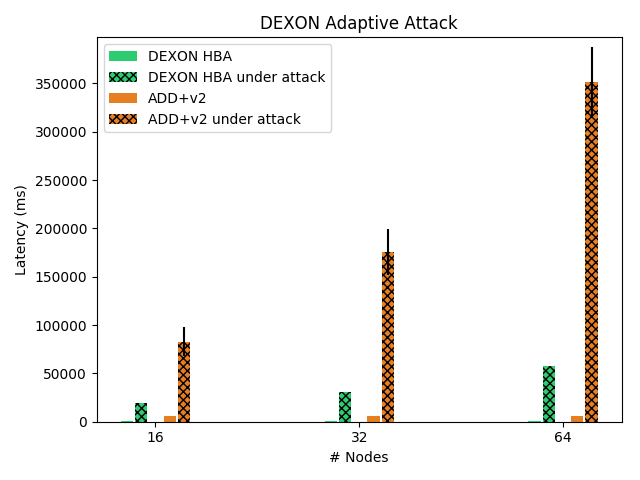 DEXON Adaptive Attack
DEXON HBA
DEXON HBA under attack
ADD+v2
ADD+v2 under attack
Latency (ms)
350000
300000
250000
200000
150000
100000
50000
0
16 32 64
# Nodes